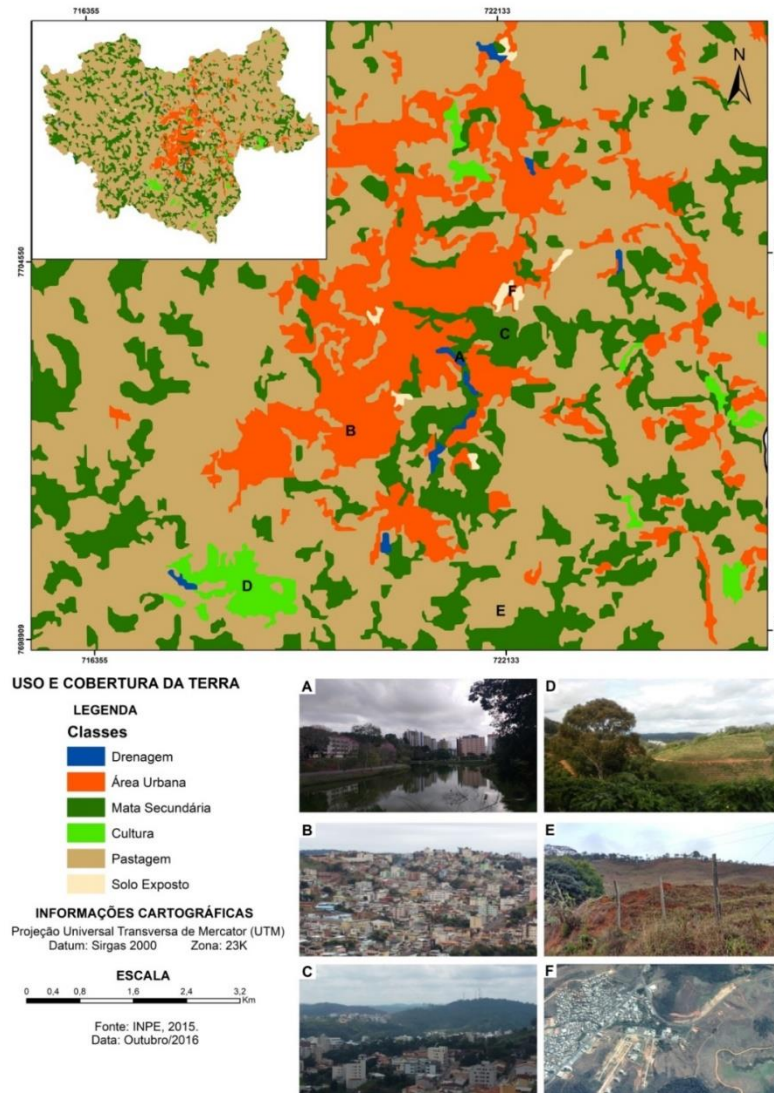 716355
722133
N
7704550
F
C
A
B
D
E
7698909
716355
722133
USO E COBERTURA DA TERRA
LEGENDA
Classes
Drenagem
Área Urbana
Mata Secundária
Cultura
Pastagem
Solo Exposto
INFORMAÇÕES CARTOGRÁFICAS
Projeção Universal Transversa de Mercator (UTM)
Datum: Sirgas 2000 Zona: 23K
ESCALA
0 0,8 1,6 2,4 3,2
Km
Fonte: INPE, 2015.
Data: Outubro/2016
A
D
B
E
C
F